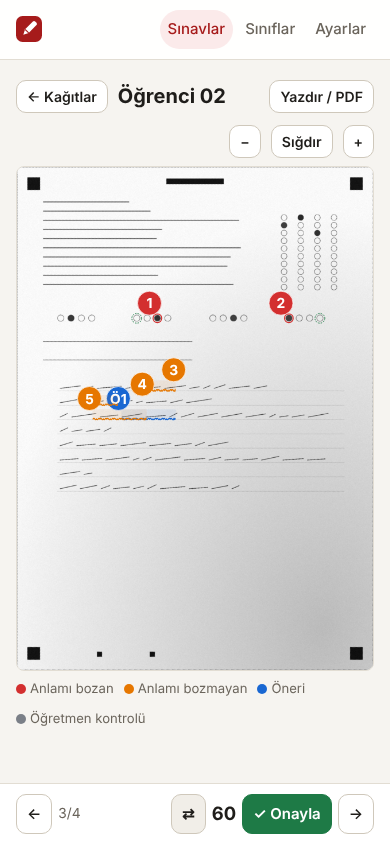 Sınavlar Sınıflar Ayarlar
← Kağıtlar Öğrenci 02 Yazdır / PDF
− Sığdır +
1 2
3
4
5 Ö1
Anlamı bozan Anlamı bozmayan Öneri
Öğretmen kontrolü
← 3/4 ⇄ 60 ✓ Onayla →